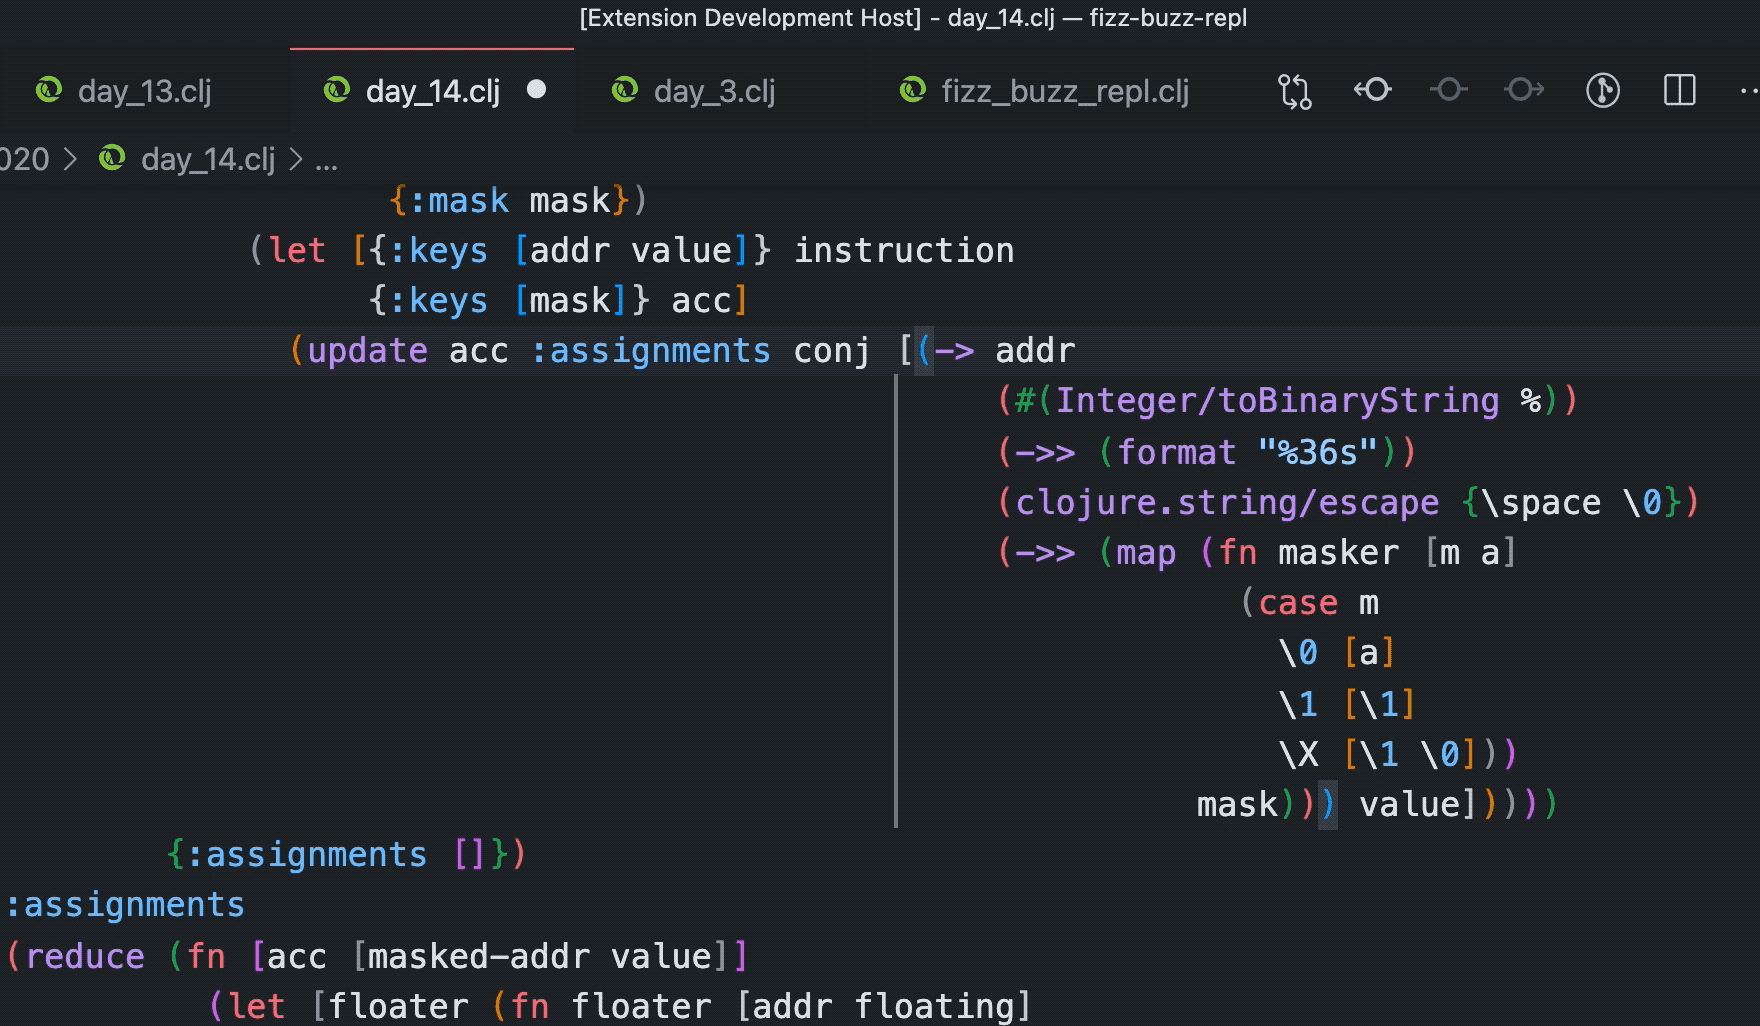 [Extension Development Host] - day_14.clj — fizz-buzz-repl
day_13.clj day_14.clj day_3.clj fizz_buzz_repl.clj
020 > day_14.clj > ...
{:mask mask})
(let [{:keys [addr value]} instruction
{:keys [mask]} acc]
(update acc :assignments conj [(-> addr
(#(Integer/toBinaryString %))
(->> (format "%36s"))
(clojure.string/escape {\space \0})
(->> (map (fn masker [m a]
(case m
\0 [a]
\1 [\1]
\X [\1 \0]))
mask))) value]))))
{:assignments []})
:assignments
(reduce (fn [acc [masked-addr value]]
(let [floater (fn floater [addr floating]